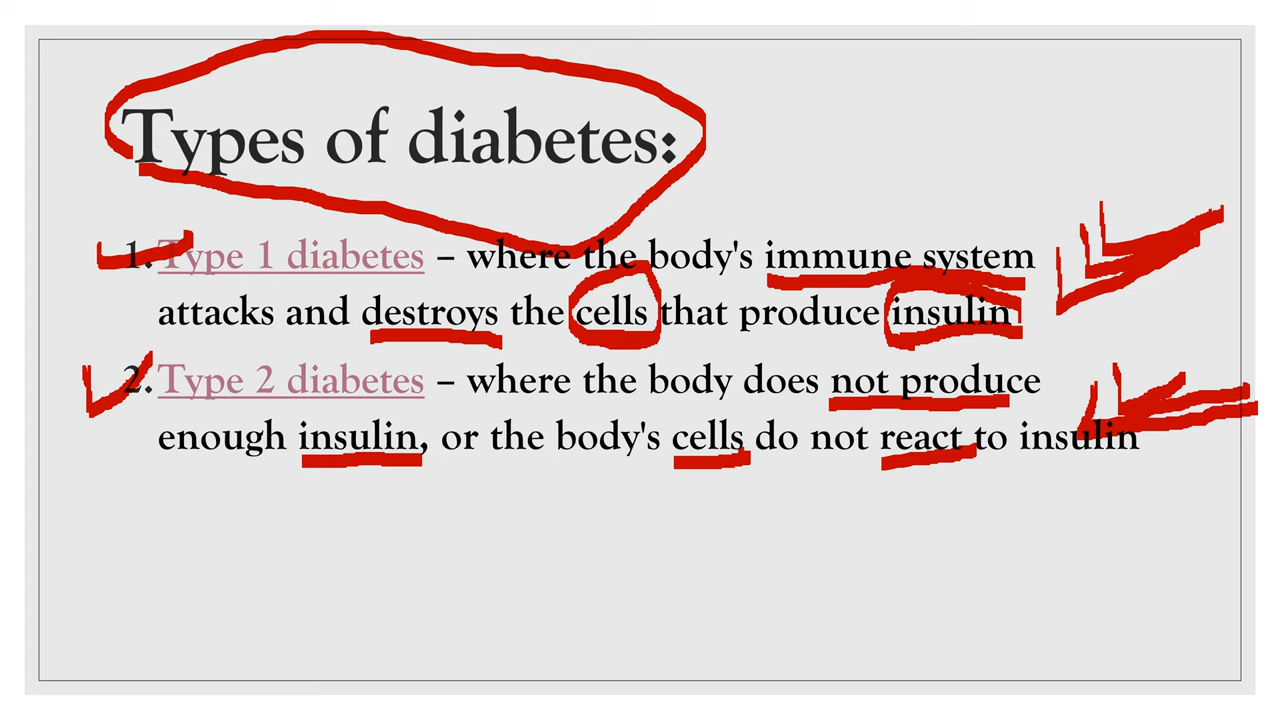 Types of diabetes:
1. Type 1 diabetes – where the body's immune system
attacks and destroys the cells that produce insulin
2. Type 2 diabetes – where the body does not produce
enough insulin, or the body's cells do not react to insulin